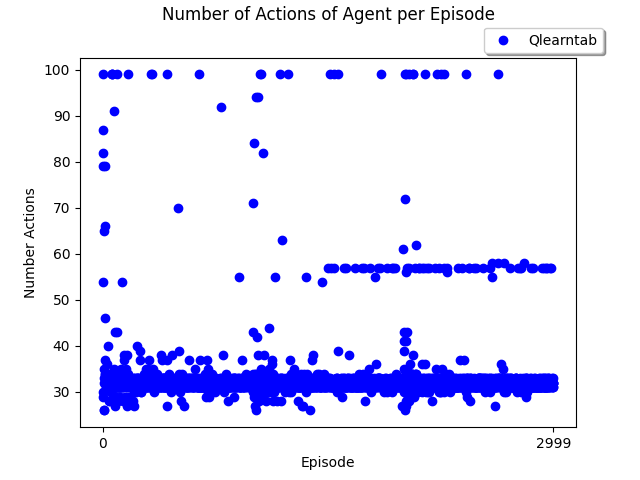 Number of Actions of Agent per Episode
Qlearntab
100
90
80
70
60
50
40
30
Number Actions
0
2999
Episode